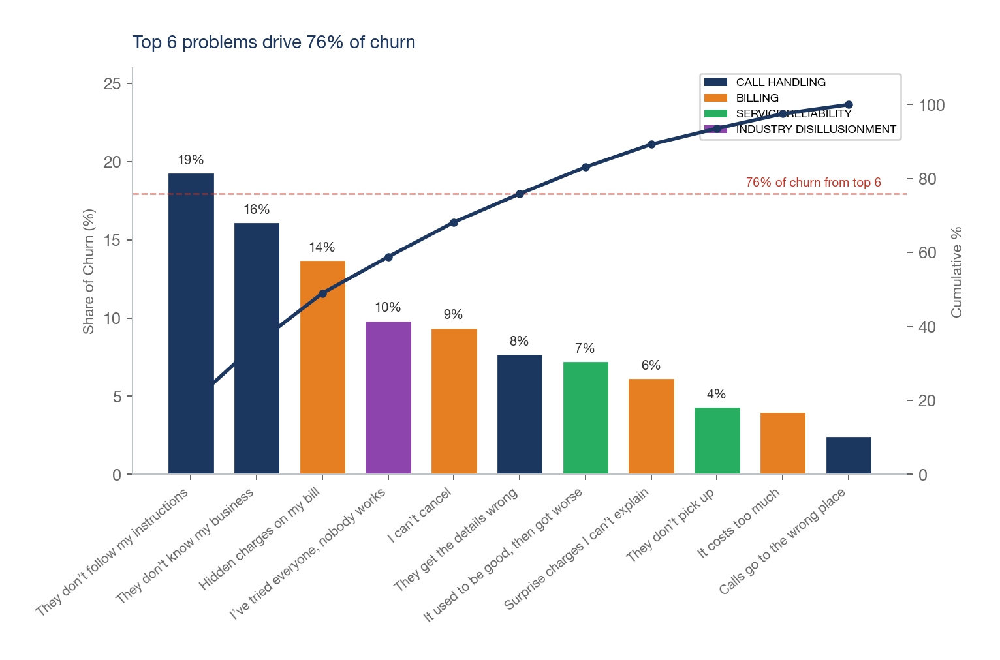 Top 6 problems drive 76% of churn
CALL HANDLING
BILLING
SERVICE RELIABILITY
INDUSTRY DISILLUSIONMENT
76% of churn from top 6
Share of Churn (%)
25
20
15
10
5
0
Cumulative %
100
80
60
40
20
0
19%
16%
14%
10%
9%
8%
7%
6%
4%
They don’t follow my instructions
They don’t know my business
Hidden charges on my bill
I’ve tried everyone, nobody works
I can’t cancel
They get the details wrong
It used to be good, then got worse
Surprise charges I can’t explain
They don’t pick up
It costs too much
Calls go to the wrong place